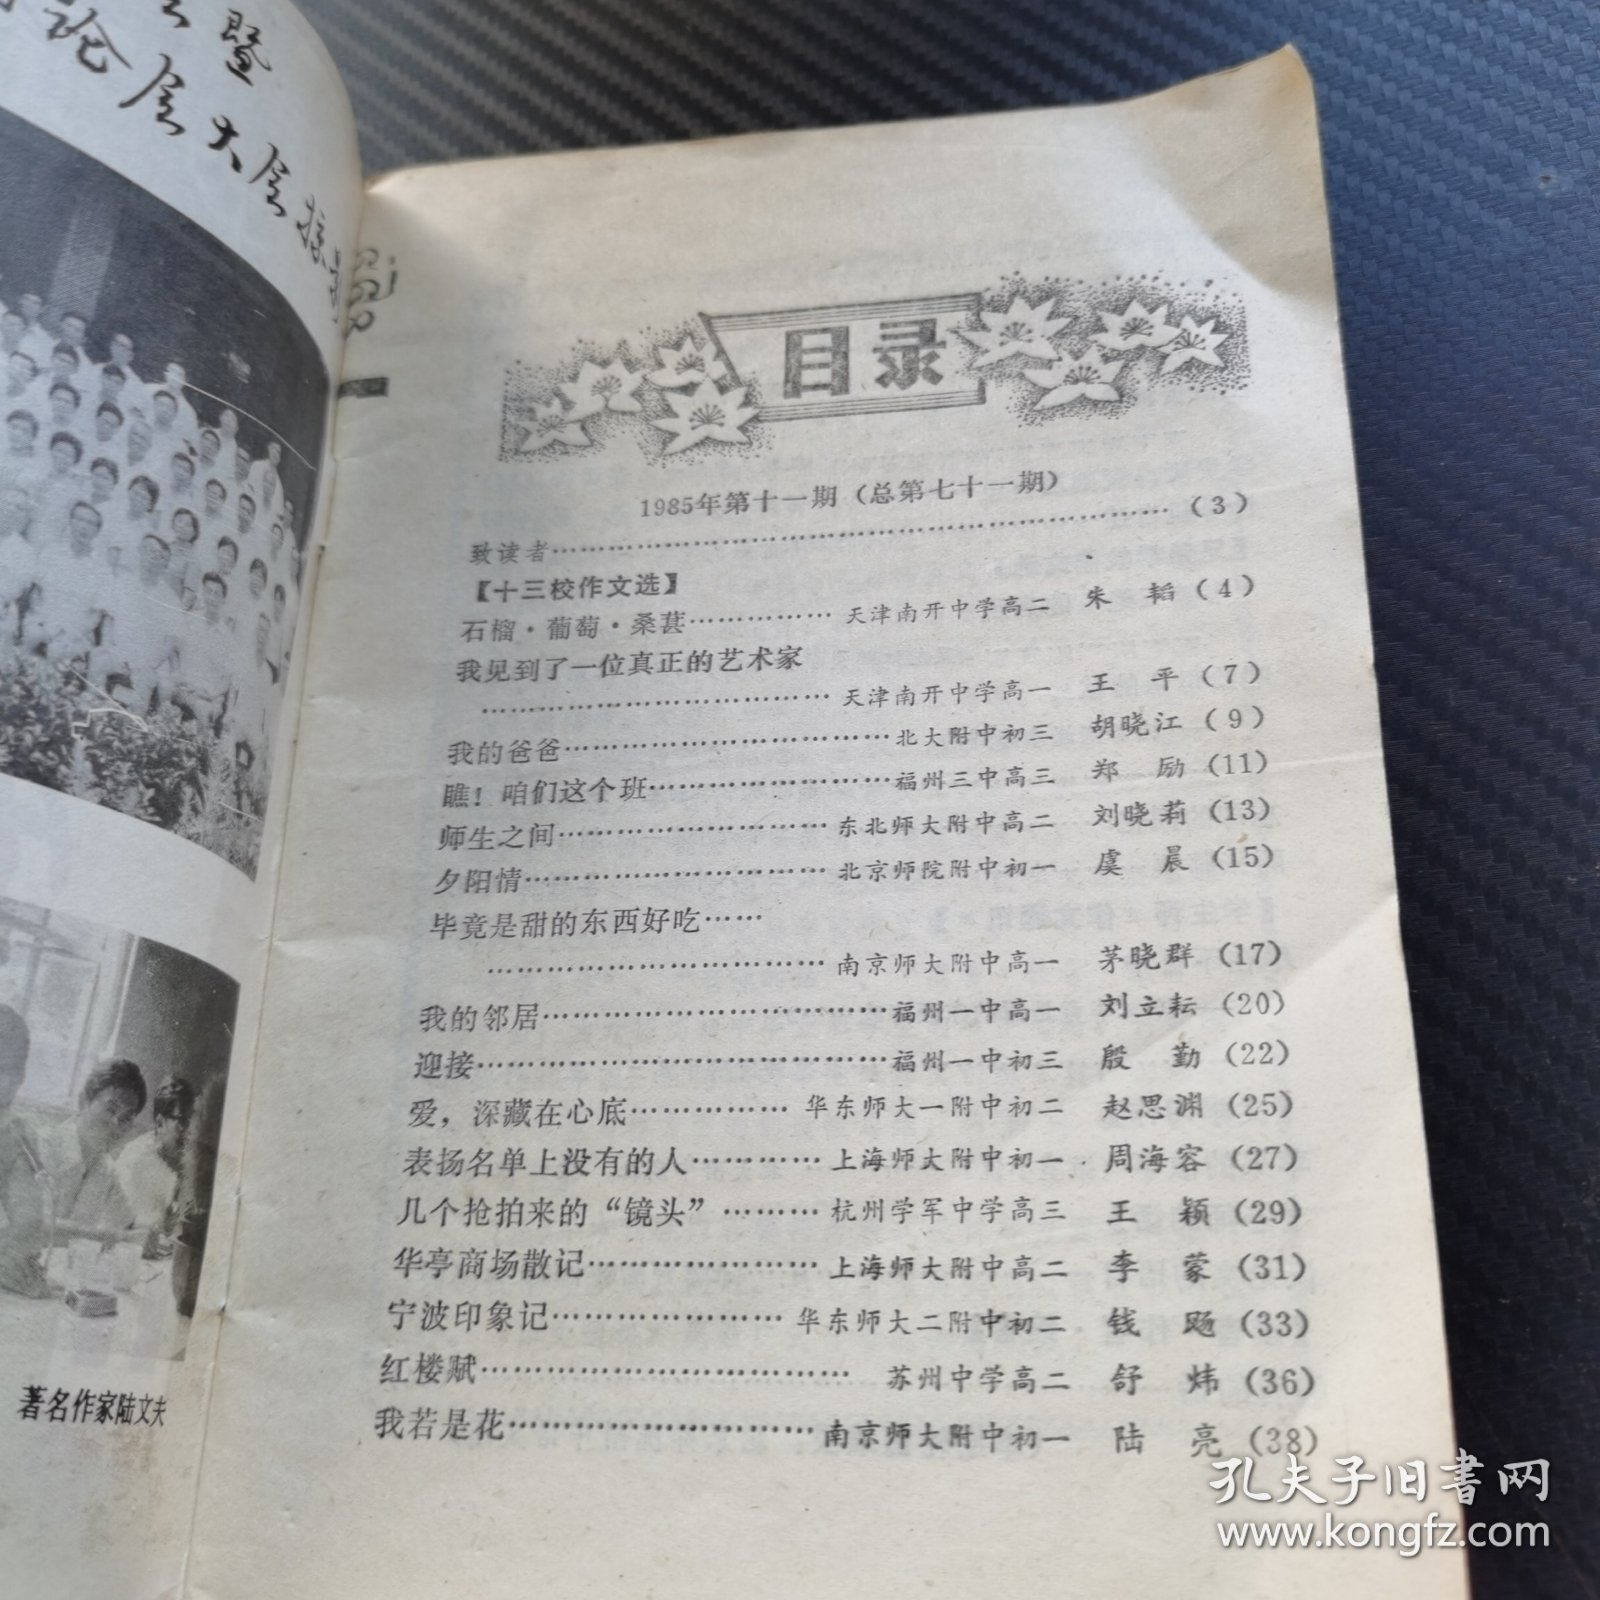 暨
论会大会接
著名作家陆文夫
目录
1985年第十一期（总第七十一期）
致读者……………………………………………………（3）
【十三校作文选】
石榴·葡萄·桑葚…………… 天津南开中学高二 朱 韬（4）
我见到了一位真正的艺术家
…………………………… 天津南开中学高一 王 平（7）
我的爸爸……………………………北大附中初三 胡晓江（9）
瞧！咱们这个班……………………福州三中高三 郑 励（11）
师生之间………………………东北师大附中高二 刘晓莉（13）
夕阳情…………………………北京师院附中初一 虞 晨（15）
毕竟是甜的东西好吃……
……………………………南京师大附中高一 茅晓群（17）
我的邻居……………………………福州一中高一 刘立耘（20）
迎接…………………………………福州一中初三 殷 勤（22）
爱，深藏在心底……………华东师大一附中初二 赵思渊（25）
表扬名单上没有的人…………上海师大附中初一 周海容（27）
几个抢拍来的“镜头”………杭州学军中学高三 王 颖（29）
华亭商场散记…………………上海师大附中高二 李 蒙（31）
宁波印象记…………………华东师大二附中初二 钱 飏（33）
红楼赋………………………………苏州中学高二 舒 炜（36）
我若是花…………………………南京师大附中初一 陆 亮（38）
孔夫子旧书网
www.kongfz.com